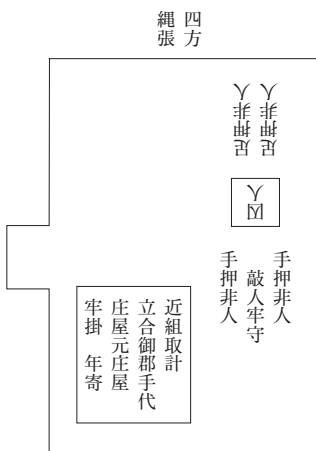 四方
縄張
足押非人
足押非人
囚人
手押非人
敲人牢守
手押非人
近組取計
立合御郡手代
庄屋元庄屋
牢掛　年寄